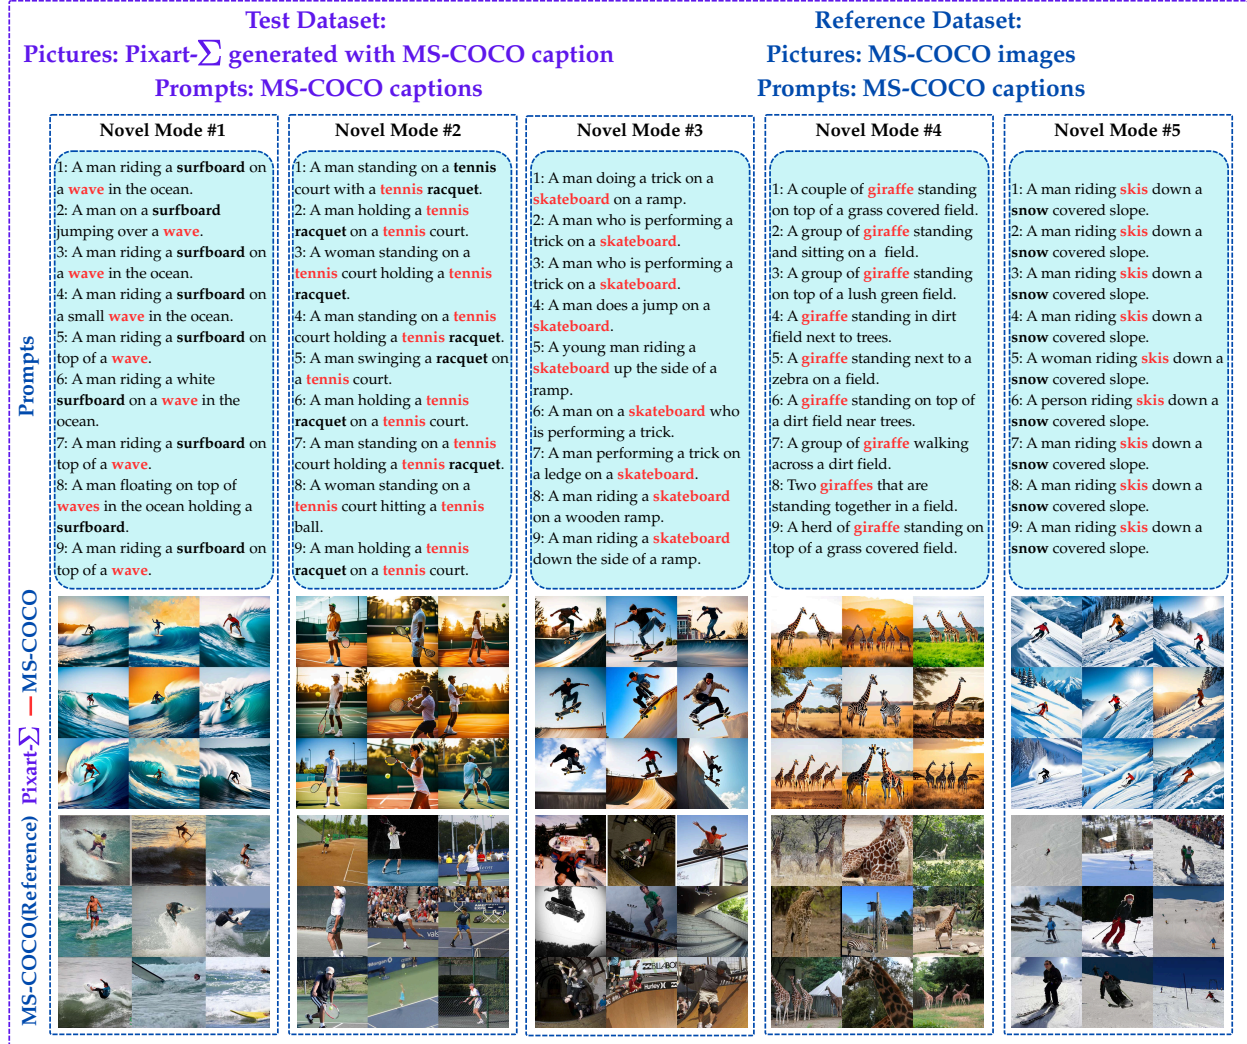 Test Dataset:
Pictures: Pixart-∑ generated with MS-COCO caption
Prompts: MS-COCO captions
Reference Dataset:
Pictures: MS-COCO images
Prompts: MS-COCO captions
Novel Mode #1
1: A man riding a surfboard on
a wave in the ocean.
2: A man on a surfboard
jumping over a wave.
3: A man riding a surfboard on
a wave in the ocean.
4: A man riding a surfboard on
a small wave in the ocean.
5: A man riding a surfboard on
top of a wave.
6: A man riding a white
surfboard on a wave in the
ocean.
7: A man riding a surfboard on
top of a wave.
8: A man floating on top of
waves in the ocean holding a
surfboard.
9: A man riding a surfboard on
top of a wave.
Novel Mode #2
1: A man standing on a tennis
court with a tennis racquet.
2: A man holding a tennis
racquet on a tennis court.
3: A woman standing on a
tennis court holding a tennis
racquet.
4: A man standing on a tennis
court holding a tennis racquet.
5: A man swinging a racquet on
a tennis court.
6: A man holding a tennis
racquet on a tennis court.
7: A man standing on a tennis
court holding a tennis racquet.
8: A woman standing on a
tennis court hitting a tennis
ball.
9: A man holding a tennis
racquet on a tennis court.
Novel Mode #3
1: A man doing a trick on a
skateboard on a ramp.
2: A man who is performing a
trick on a skateboard.
3: A man who is performing a
trick on a skateboard.
4: A man does a jump on a
skateboard.
5: A young man riding a
skateboard up the side of a
ramp.
6: A man on a skateboard who
is performing a trick.
7: A man performing a trick on
a ledge on a skateboard.
8: A man riding a skateboard
on a wooden ramp.
9: A man riding a skateboard
down the side of a ramp.
Novel Mode #4
1: A couple of giraffe standing
on top of a grass covered field.
2: A group of giraffe standing
and sitting on a field.
3: A group of giraffe standing
on top of a lush green field.
4: A giraffe standing in dirt
field next to trees.
5: A giraffe standing next to a
zebra on a field.
6: A giraffe standing on top of
a dirt field near trees.
7: A group of giraffe walking
across a dirt field.
8: Two giraffes that are
standing together in a field.
9: A herd of giraffe standing on
top of a grass covered field.
Novel Mode #5
1: A man riding skis down a
snow covered slope.
2: A man riding skis down a
snow covered slope.
3: A man riding skis down a
snow covered slope.
4: A man riding skis down a
snow covered slope.
5: A woman riding skis down a
snow covered slope.
6: A person riding skis down a
snow covered slope.
7: A man riding skis down a
snow covered slope.
8: A man riding skis down a
snow covered slope.
9: A man riding skis down a
snow covered slope.
Prompts
Pixart-∑ — MS-COCO
MS-COCO(Reference)